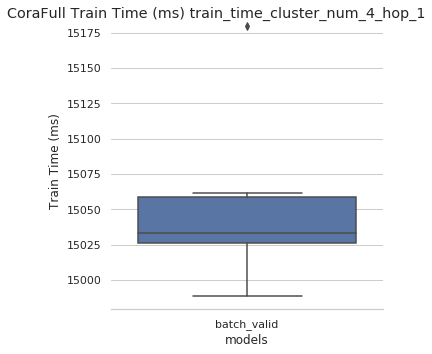 CoraFull Train Time (ms) train_time_cluster_num_4_hop_1
15175
15150
15125
15100
15075
15050
15025
15000
Train Time (ms)
batch_valid
models